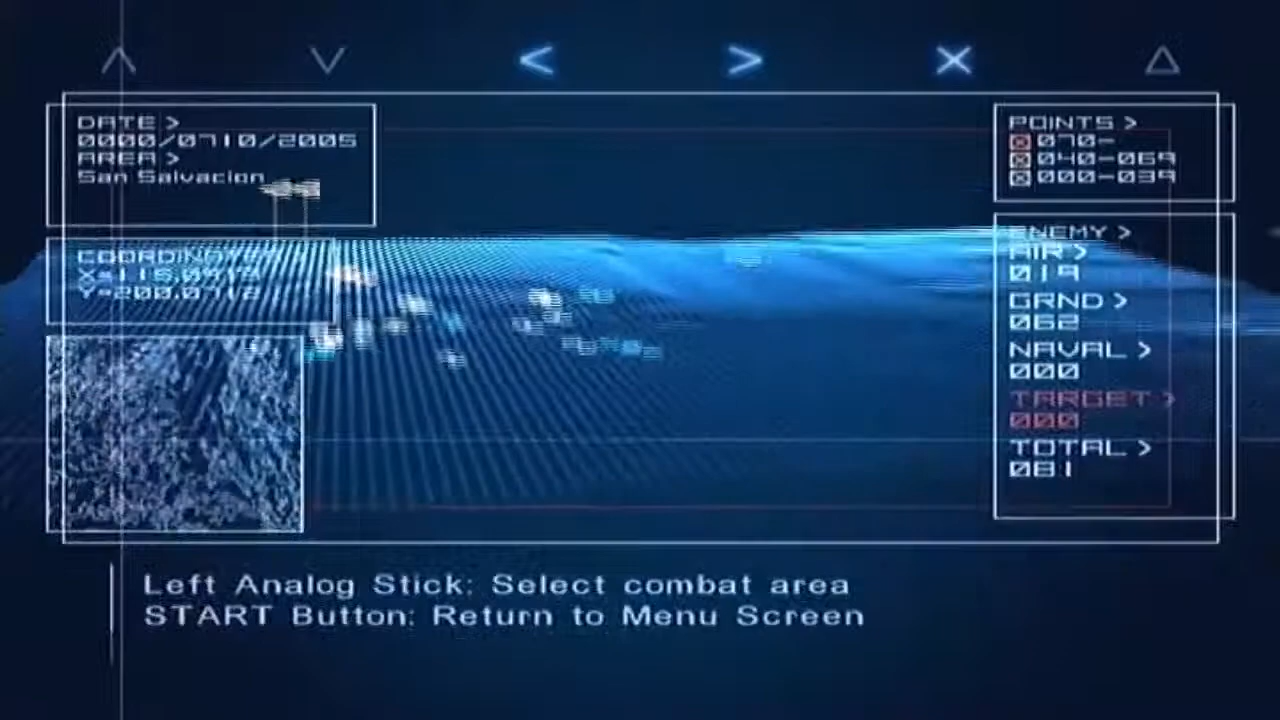 DATE >
0000/0710/2005
AREA >
San Salvacion
COORDINATE
POINTS >
070-
040-069
000-039
ENEMY >
AIR >
019
GRND >
062
NAVAL >
000
TARGET >
000
TOTAL >
081
Left Analog Stick: Select combat area
START Button: Return to Menu Screen